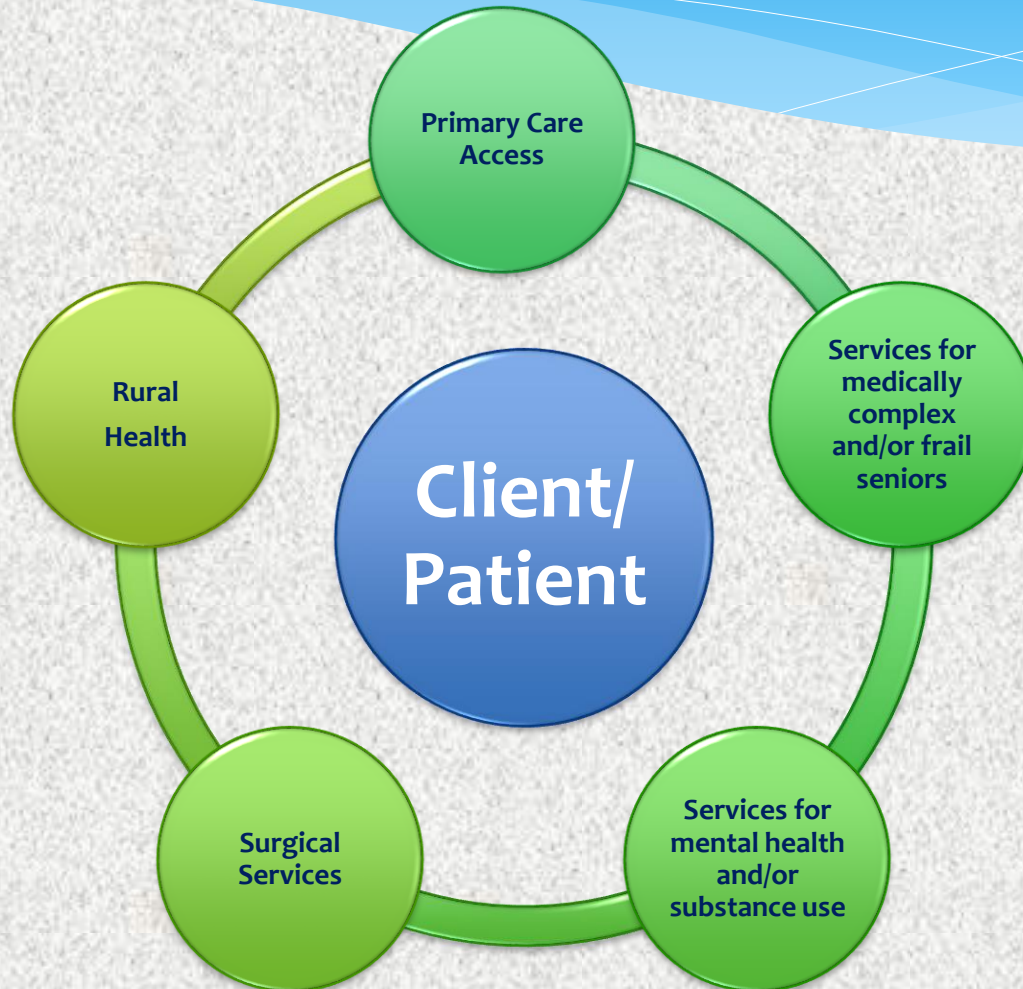 Primary Care
Access
Services for
medically
complex
and/or frail
seniors
Rural
Health
Client/
Patient
Surgical
Services
Services for
mental health
and/or
substance use